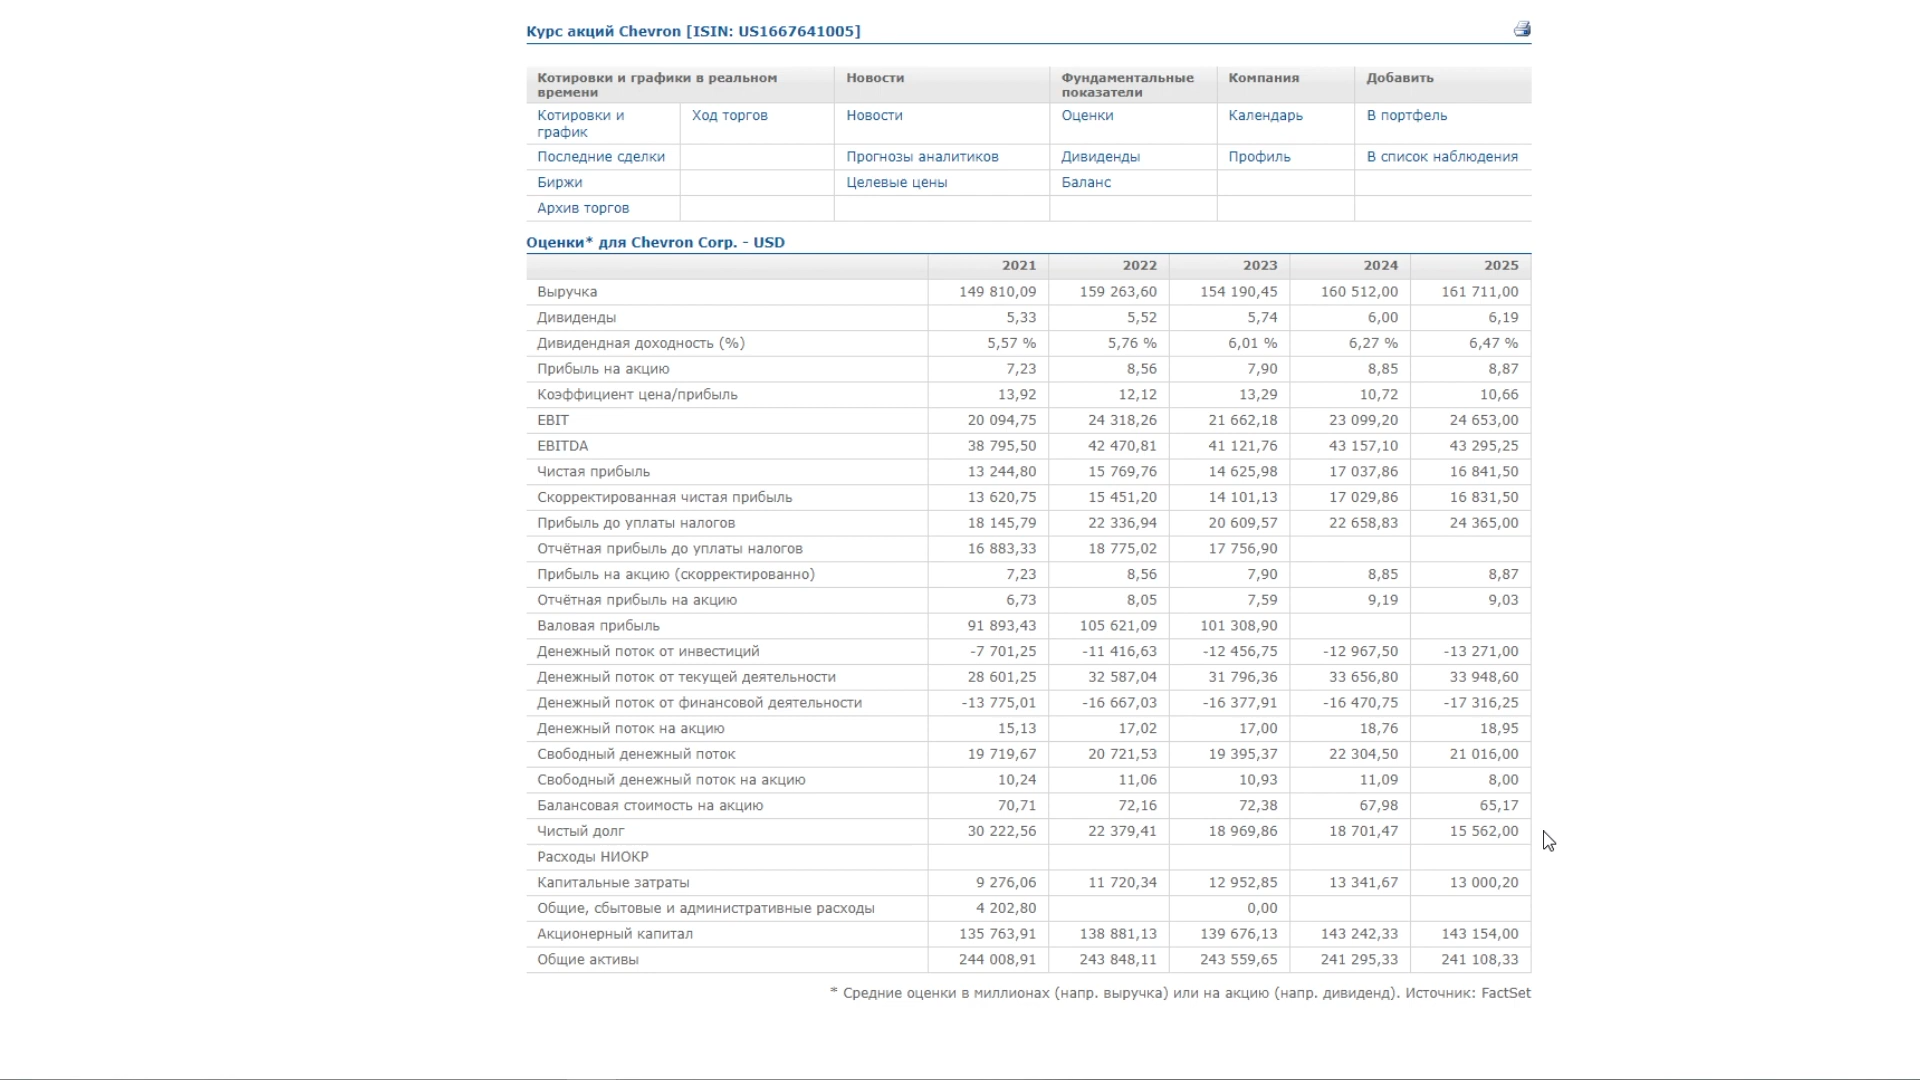 Курс акций Chevron [ISIN: US1667641005]
Котировки и графики в реальном времени Новости Фундаментальные показатели Компания Добавить
Котировки и график Ход торгов Новости Оценки Календарь В портфель
Последние сделки Прогнозы аналитиков Дивиденды Профиль В список наблюдения
Биржи Целевые цены Баланс
Архив торгов
Оценки* для Chevron Corp. - USD
2021 2022 2023 2024 2025
Выручка 149 810,09 159 263,60 154 190,45 160 512,00 161 711,00
Дивиденды 5,33 5,52 5,74 6,00 6,19
Дивидендная доходность (%) 5,57 % 5,76 % 6,01 % 6,27 % 6,47 %
Прибыль на акцию 7,23 8,56 7,90 8,85 8,87
Коэффициент цена/прибыль 13,92 12,12 13,29 10,72 10,66
EBIT 20 094,75 24 318,26 21 662,18 23 099,20 24 653,00
EBITDA 38 795,50 42 470,81 41 121,76 43 157,10 43 295,25
Чистая прибыль 13 244,80 15 769,76 14 625,98 17 037,86 16 841,50
Скорректированная чистая прибыль 13 620,75 15 451,20 14 101,13 17 029,86 16 831,50
Прибыль до уплаты налогов 18 145,79 22 336,94 20 609,57 22 658,83 24 365,00
Отчётная прибыль до уплаты налогов 16 883,33 18 775,02 17 756,90
Прибыль на акцию (скорректированно) 7,23 8,56 7,90 8,85 8,87
Отчётная прибыль на акцию 6,73 8,05 7,59 9,19 9,03
Валовая прибыль 91 893,43 105 621,09 101 308,90
Денежный поток от инвестиций -7 701,25 -11 416,63 -12 456,75 -12 967,50 -13 271,00
Денежный поток от текущей деятельности 28 601,25 32 587,04 31 796,36 33 656,80 33 948,60
Денежный поток от финансовой деятельности -13 775,01 -16 667,03 -16 377,91 -16 470,75 -17 316,25
Денежный поток на акцию 15,13 17,02 17,00 18,76 18,95
Свободный денежный поток 19 719,67 20 721,53 19 395,37 22 304,50 21 016,00
Свободный денежный поток на акцию 10,24 11,06 10,93 11,09 8,00
Балансовая стоимость на акцию 70,71 72,16 72,38 67,98 65,17
Чистый долг 30 222,56 22 379,41 18 969,86 18 701,47 15 562,00
Расходы НИОКР
Капитальные затраты 9 276,06 11 720,34 12 952,85 13 341,67 13 000,20
Общие, сбытовые и административные расходы 4 202,80 0,00
Акционерный капитал 135 763,91 138 881,13 139 676,13 143 242,33 143 154,00
Общие активы 244 008,91 243 848,11 243 559,65 241 295,33 241 108,33
* Средние оценки в миллионах (напр. выручка) или на акцию (напр. дивиденд). Источник: FactSet